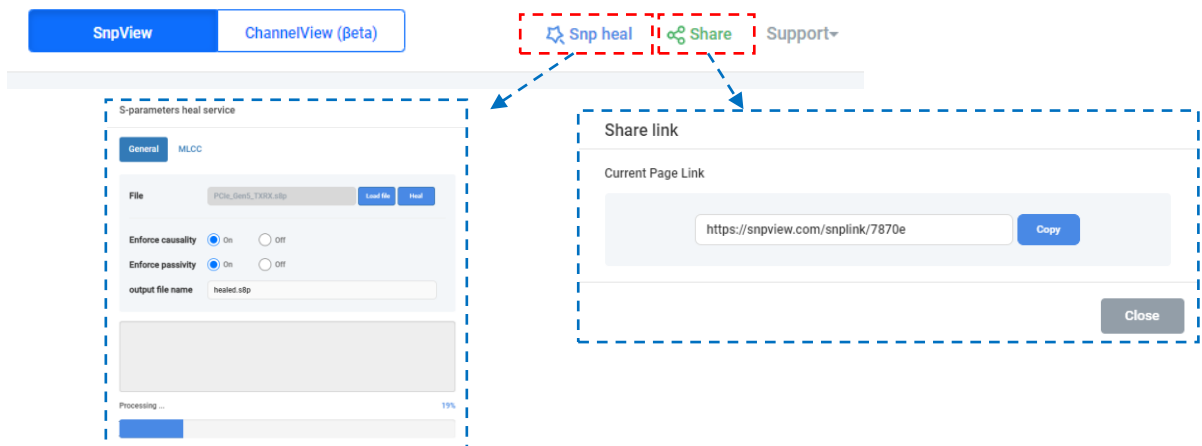 SnpView ChannelView (βeta) Snp heal Share Support
S-parameters heal service
General MLCC
File PCIe_Gen5_TXRX.s8p Load file Heal
Enforce causality On Off
Enforce passivity On Off
output file name healed.s8p
Processing ... 19%
Share link
Current Page Link
https://snpview.com/snplink/7870e Copy
Close